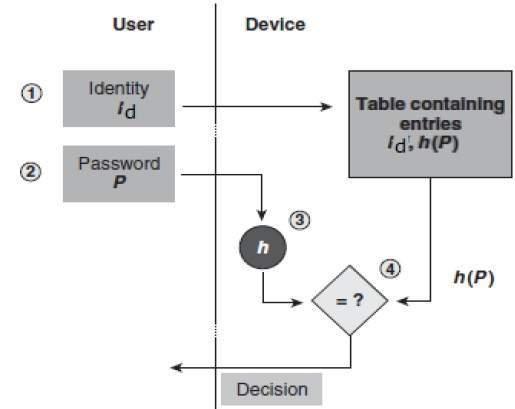 User
Device
1
Identity
id
Table containing
entries
id', h(P)
2
Password
P
3
h
4
= ?
h(P)
Decision